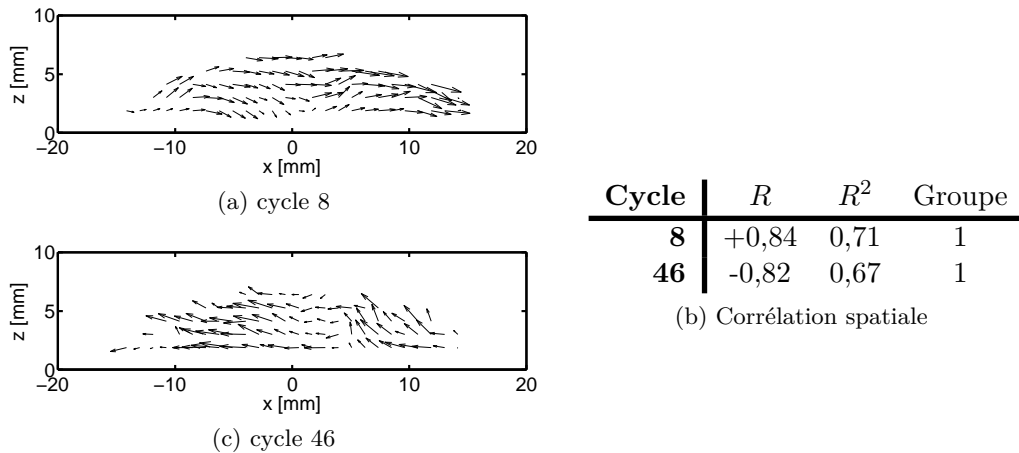 10
5
0
z [mm]
−20 −10 0 10 20
x [mm]
(a) cycle 8
10
5
0
z [mm]
−20 −10 0 10 20
x [mm]
(c) cycle 46
Cycle R R² Groupe
8 +0,84 0,71 1
46 -0,82 0,67 1
(b) Corrélation spatiale